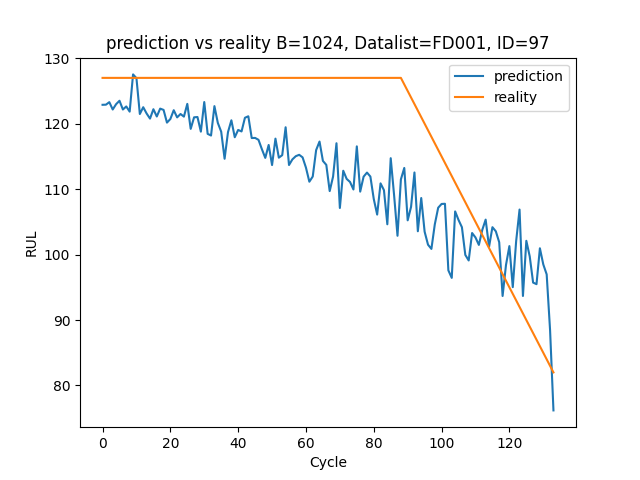 prediction vs reality B=1024, Datalist=FD001, ID=97
prediction
reality
RUL
130
120
110
100
90
80
0 20 40 60 80 100 120
Cycle